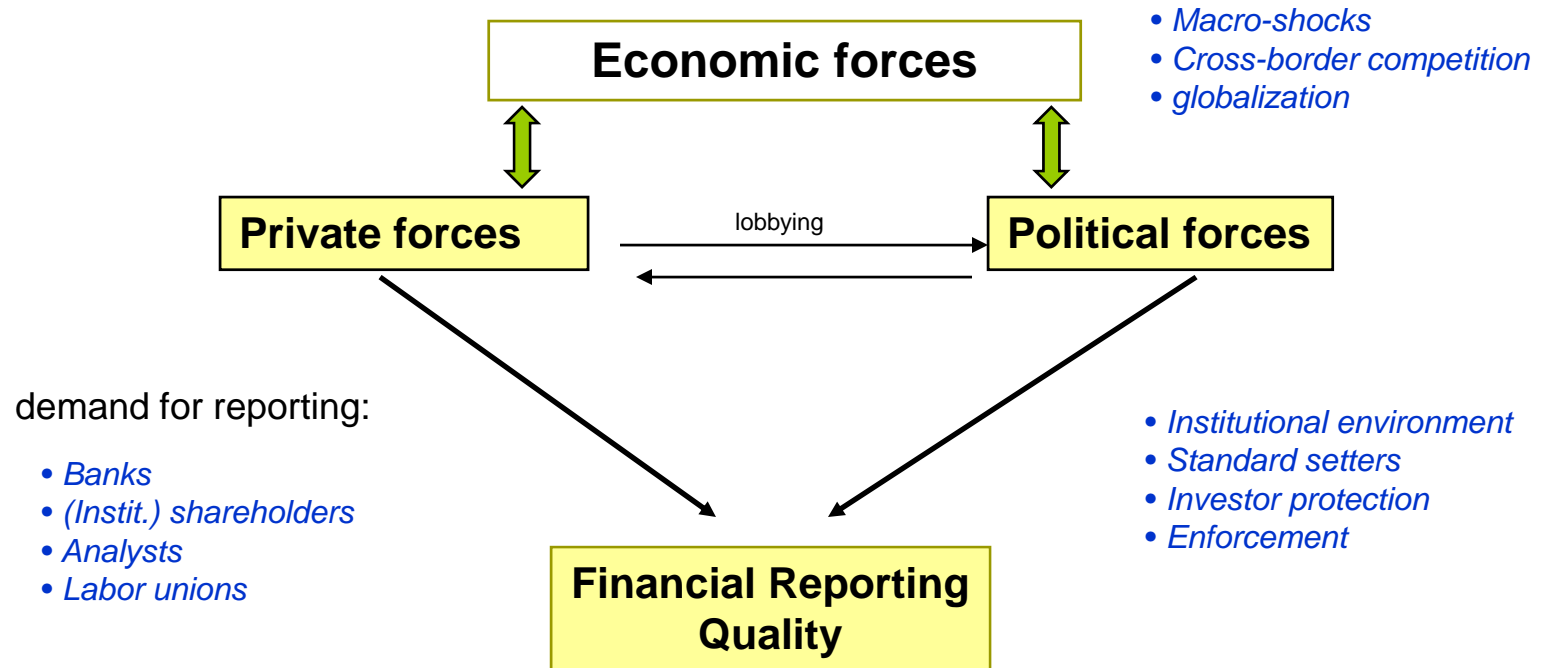 Economic forces
• Macro-shocks
• Cross-border competition
• globalization
Private forces
lobbying
Political forces
demand for reporting:
• Banks
• (Instit.) shareholders
• Analysts
• Labor unions
• Institutional environment
• Standard setters
• Investor protection
• Enforcement
Financial Reporting
Quality